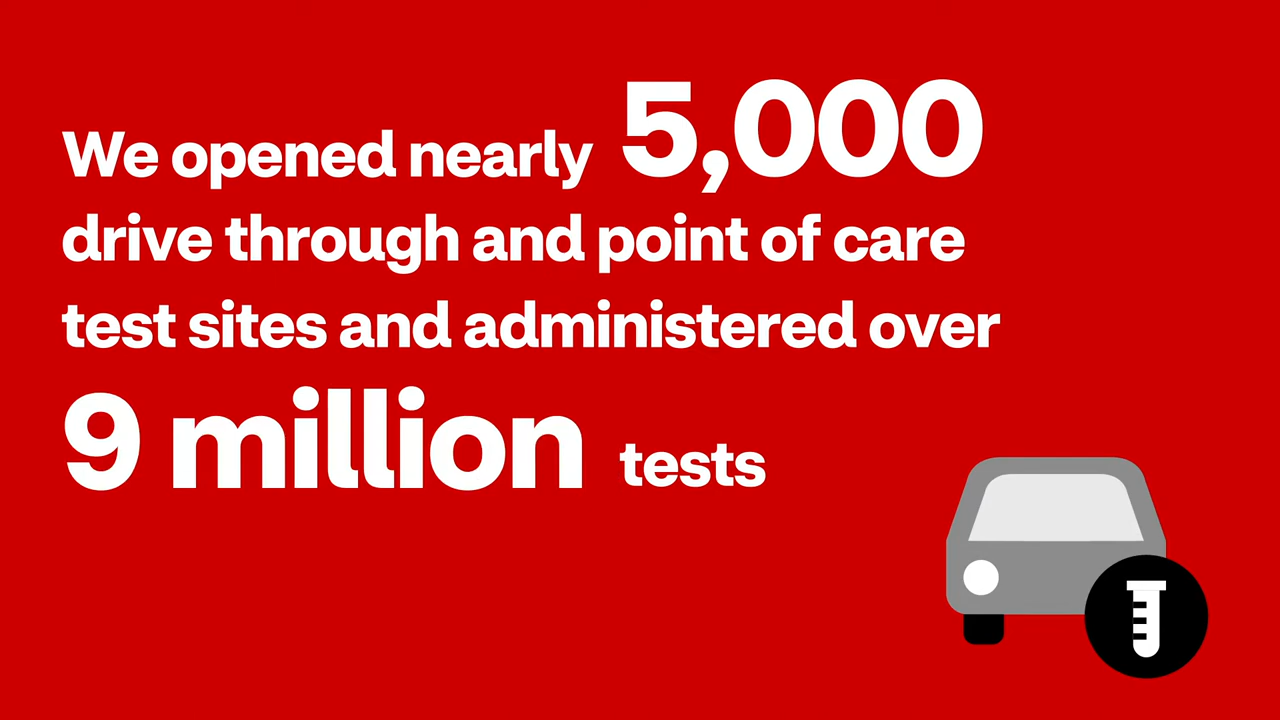 We opened nearly 5,000
drive through and point of care
test sites and administered over
9 million tests